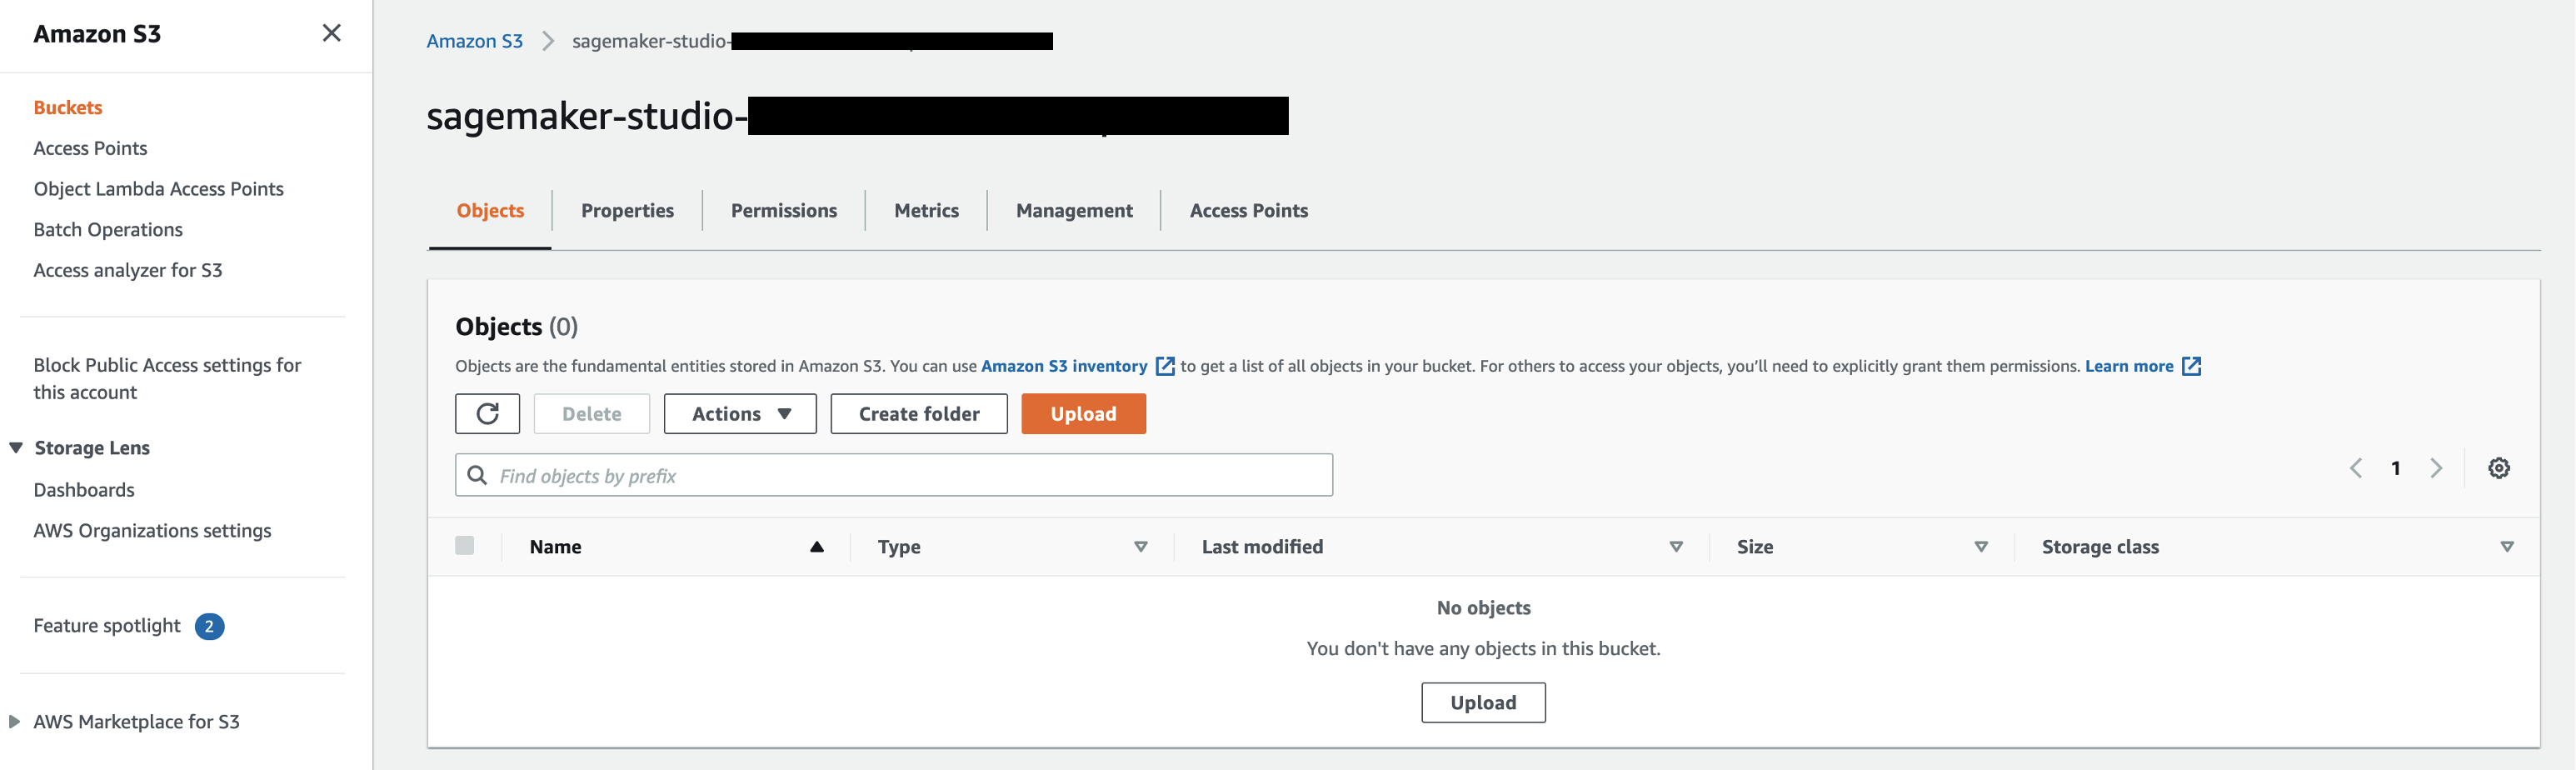 Amazon S3
Buckets
Access Points
Object Lambda Access Points
Batch Operations
Access analyzer for S3
Block Public Access settings for
this account
Storage Lens
Dashboards
AWS Organizations settings
Feature spotlight 2
AWS Marketplace for S3
Amazon S3 sagemaker-studio-
sagemaker-studio-
Objects Properties Permissions Metrics Management Access Points
Objects (0)
Objects are the fundamental entities stored in Amazon S3. You can use Amazon S3 inventory to get a list of all objects in your bucket. For others to access your objects, you’ll need to explicitly grant them permissions. Learn more
Delete Actions Create folder Upload
Find objects by prefix 1
Name Type Last modified Size Storage class
No objects
You don't have any objects in this bucket.
Upload